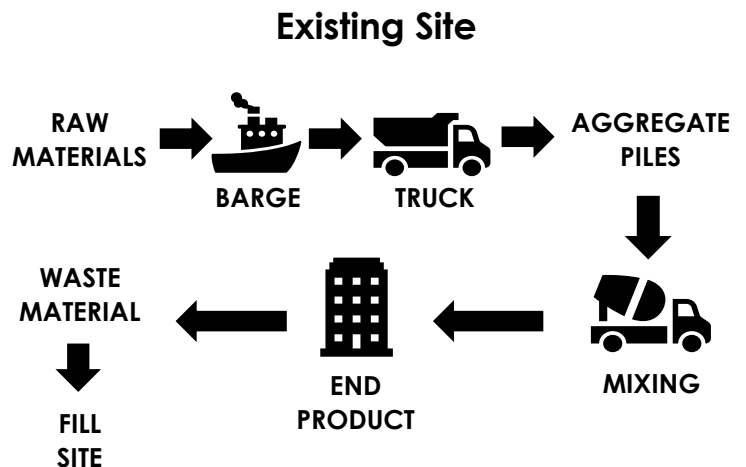 Existing Site
RAW
MATERIALS
BARGE
TRUCK
AGGREGATE
PILES
MIXING
END
PRODUCT
WASTE
MATERIAL
FILL
SITE